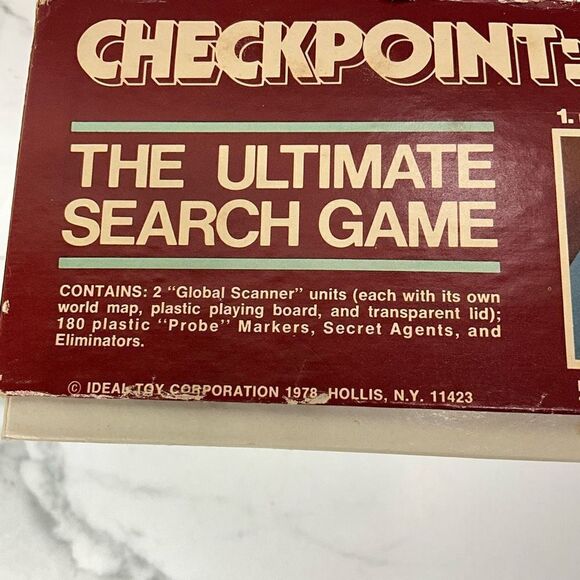 CHECKPOINT:
1.
THE ULTIMATE
SEARCH GAME
CONTAINS: 2 "Global Scanner" units (each with its own
world map, plastic playing board, and transparent lid);
180 plastic "Probe" Markers, Secret Agents, and
Eliminators.
© IDEAL TOY CORPORATION 1978 HOLLIS, N.Y. 11423